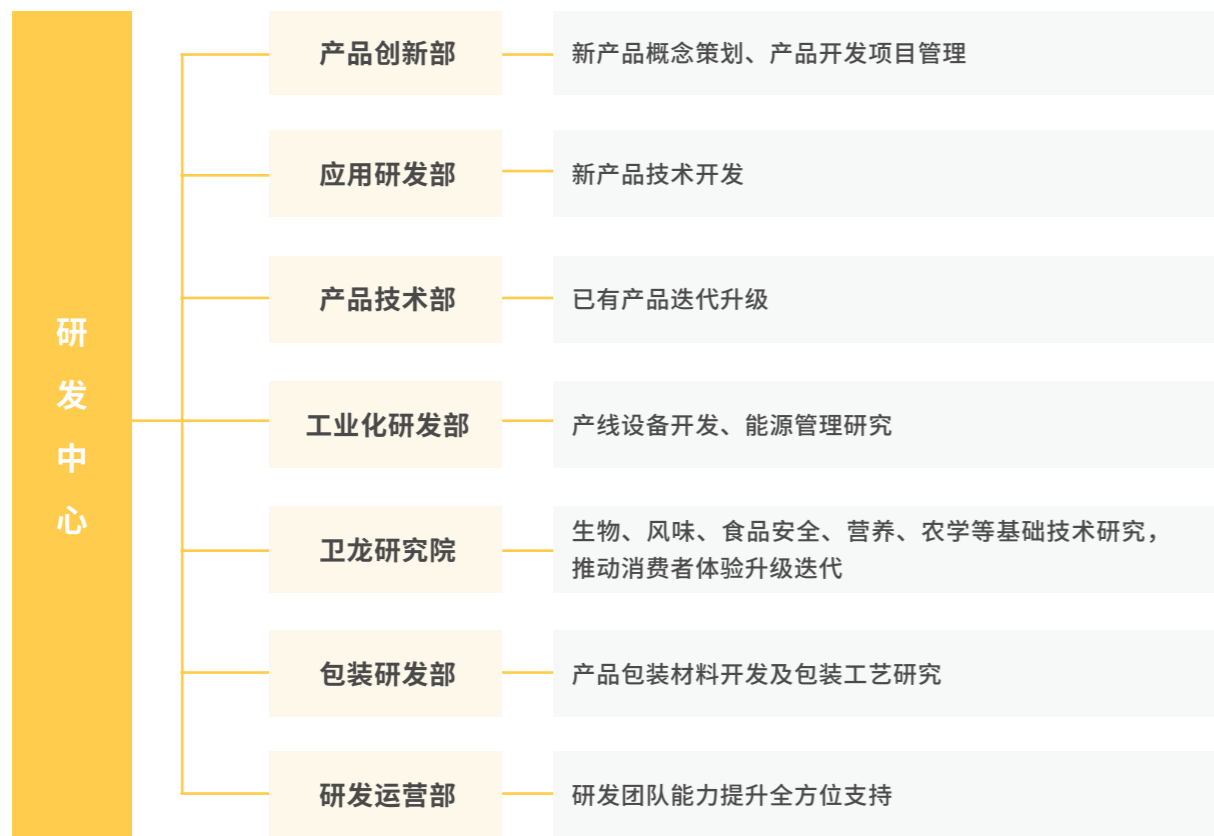 研
发
中
心
产品创新部
新产品概念策划、产品开发项目管理
应用研发部
新产品技术开发
产品技术部
已有产品迭代升级
工业化研发部
产线设备开发、能源管理研究
卫龙研究院
生物、风味、食品安全、营养、农学等基础技术研究，
推动消费者体验升级迭代
包装研发部
产品包装材料开发及包装工艺研究
研发运营部
研发团队能力提升全方位支持